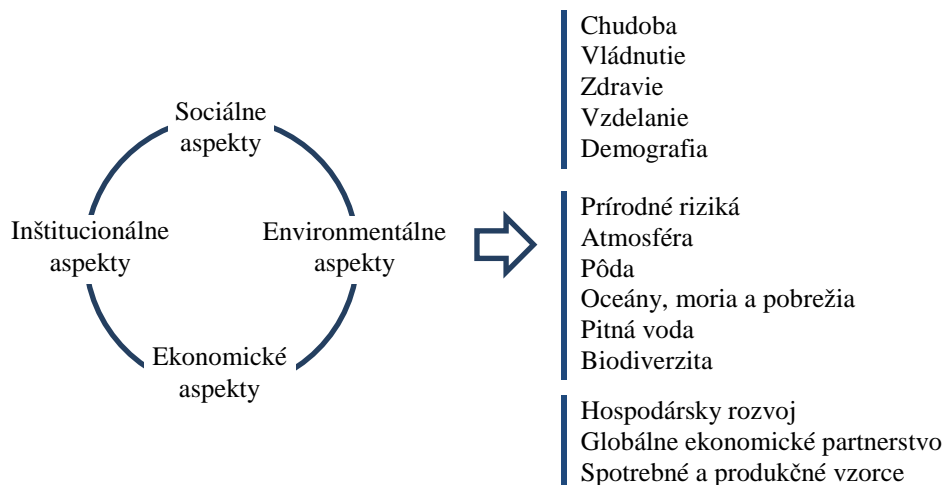 Sociálne
aspekty
Inštitucionálne
aspekty
Environmentálne
aspekty
Ekonomické
aspekty
Chudoba
Vládnutie
Zdravie
Vzdelanie
Demografia
Prírodné riziká
Atmosféra
Pôda
Oceány, moria a pobrežia
Pitná voda
Biodiverzita
Hospodársky rozvoj
Globálne ekonomické partnerstvo
Spotrebné a produkčné vzorce